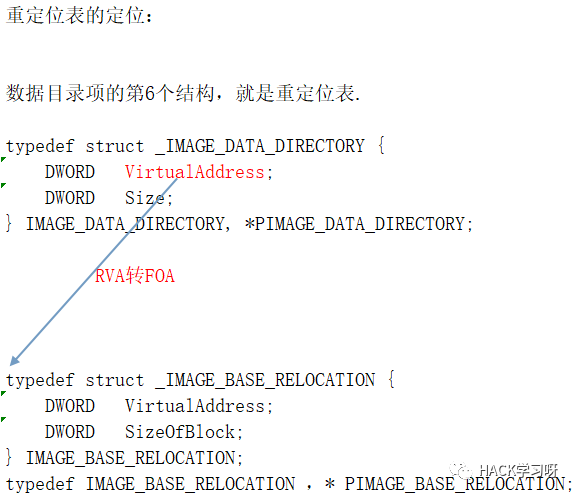 重定位表的定位：
数据目录项的第6个结构，就是重定位表.
typedef struct _IMAGE_DATA_DIRECTORY {
DWORD VirtualAddress;
DWORD Size;
} IMAGE_DATA_DIRECTORY, *PIMAGE_DATA_DIRECTORY;
RVA转FOA
typedef struct _IMAGE_BASE_RELOCATION {
DWORD VirtualAddress;
DWORD SizeOfBlock;
} IMAGE_BASE_RELOCATION;
HACK学习呀
typedef IMAGE_BASE_RELOCATION ，* PIMAGE_BASE_RELOCATION;